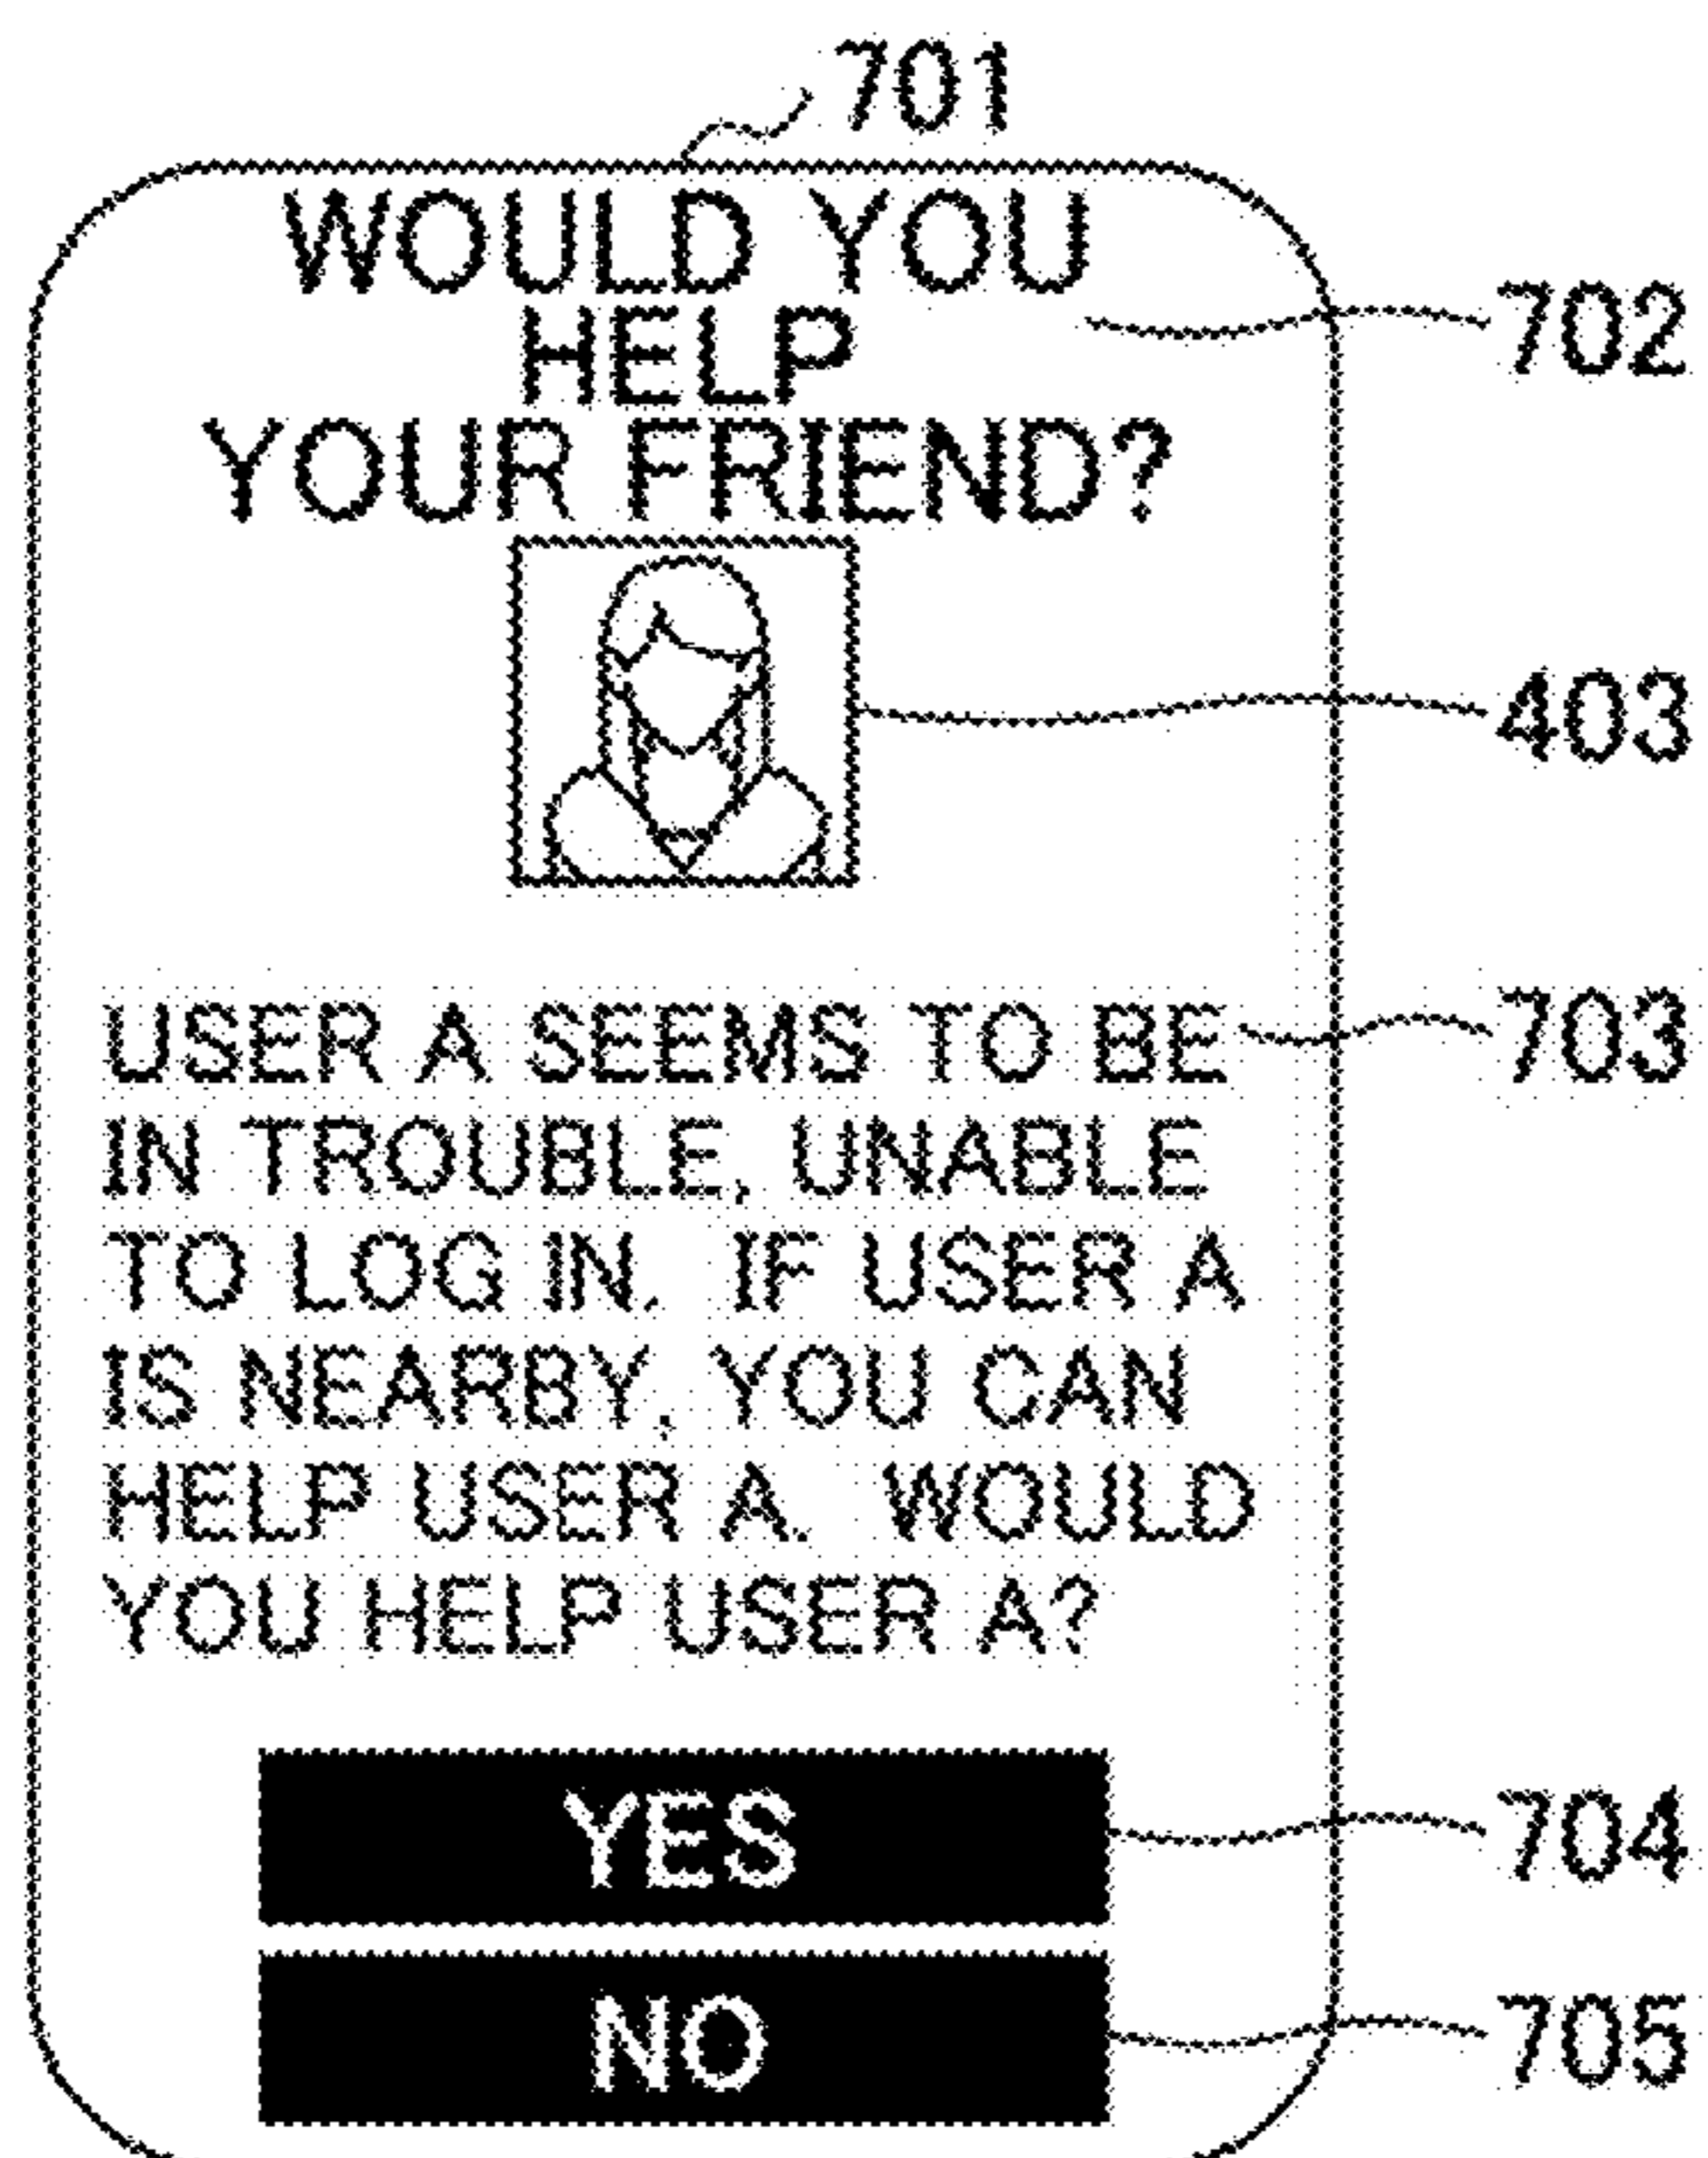 701
WOULD YOU
HELP
YOUR FRIEND?
702
403
USER A SEEMS TO BE
703
IN TROUBLE, UNABLE
TO LOG IN. IF USER A
IS NEARBY, YOU CAN
HELP USER A. WOULD
YOU HELP USER A?
YES
704
NO
705